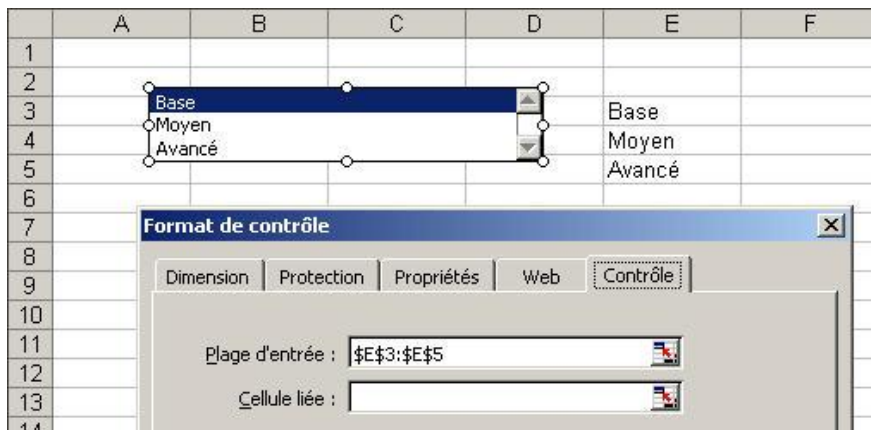 A B C D E F
1
2
3 Base Base
4 Moyen Moyen
5 Avancé Avancé
6
7 Format de contrôle
8
9 Dimension Protection Propriétés Web Contrôle
10
11 Plage d'entrée : $E$3:$E$5
12
13 Cellule liée :
14